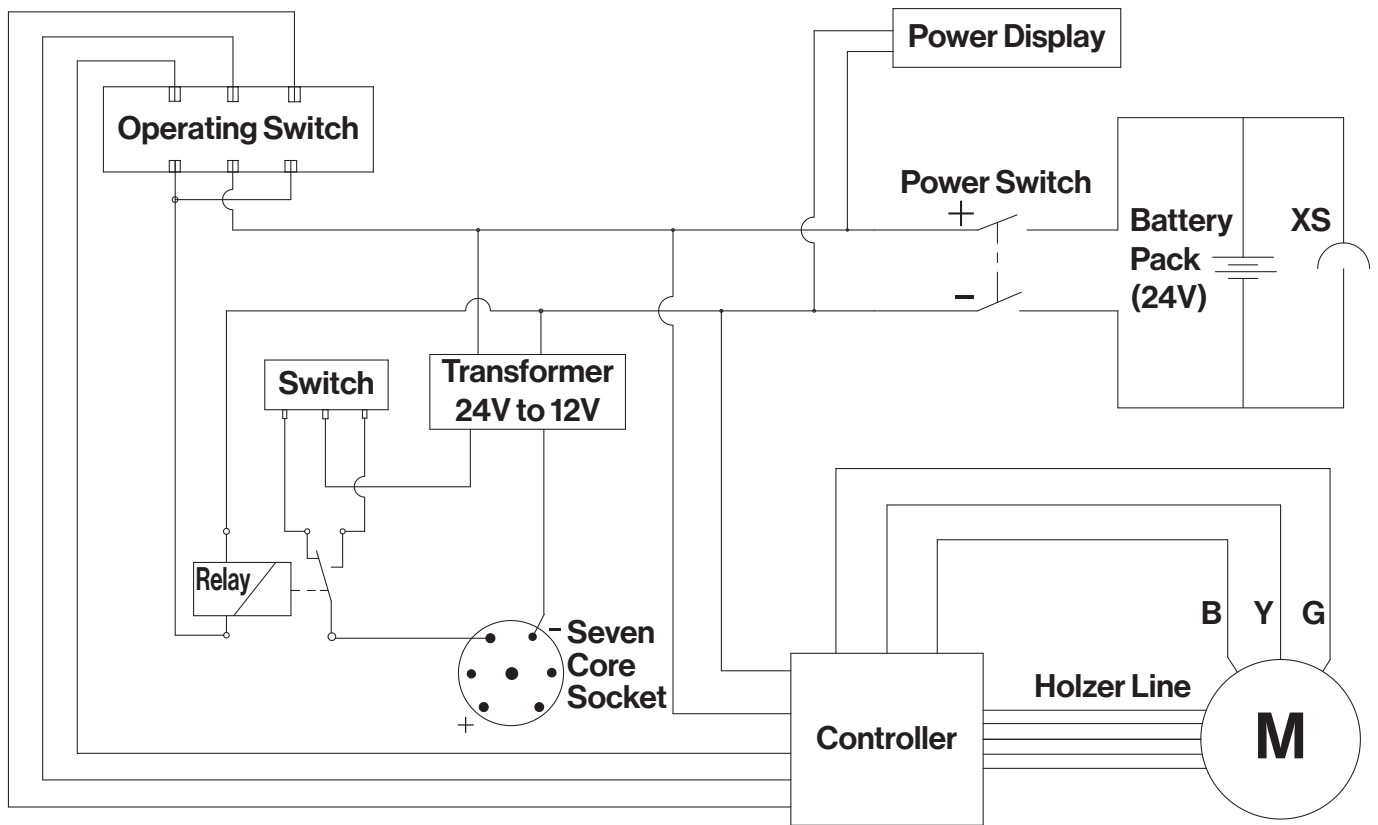 Power Display
Operating Switch
Power Switch
+
-
Battery
Pack
(24V)
XS
Switch
Transformer
24V to 12V
Relay
- Seven
Core
Socket
+
B Y G
Holzer Line
Controller
M